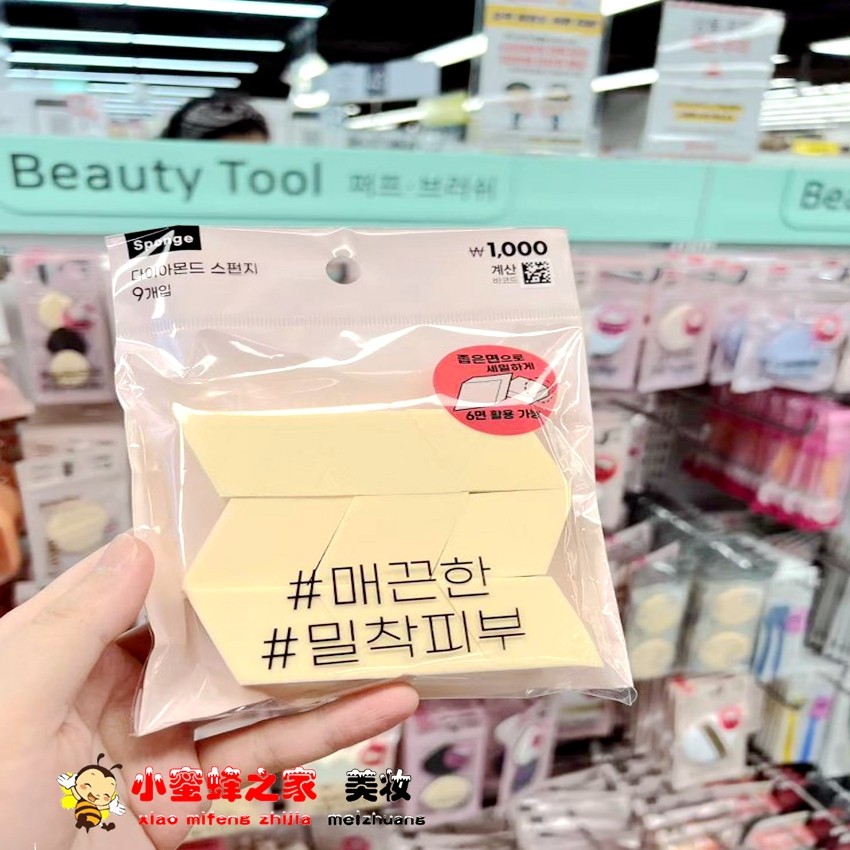 Beauty Tool 퍼프·브러쉬
Bea
Sponge
다이아몬드 스펀지
9개입
₩1,000
계산
바코드
좁은면으로
세밀하게
6면 활용 가능
#매끈한
#밀착피부
小蜜蜂之家 美妆
xiao mifeng zhijia meizhuang